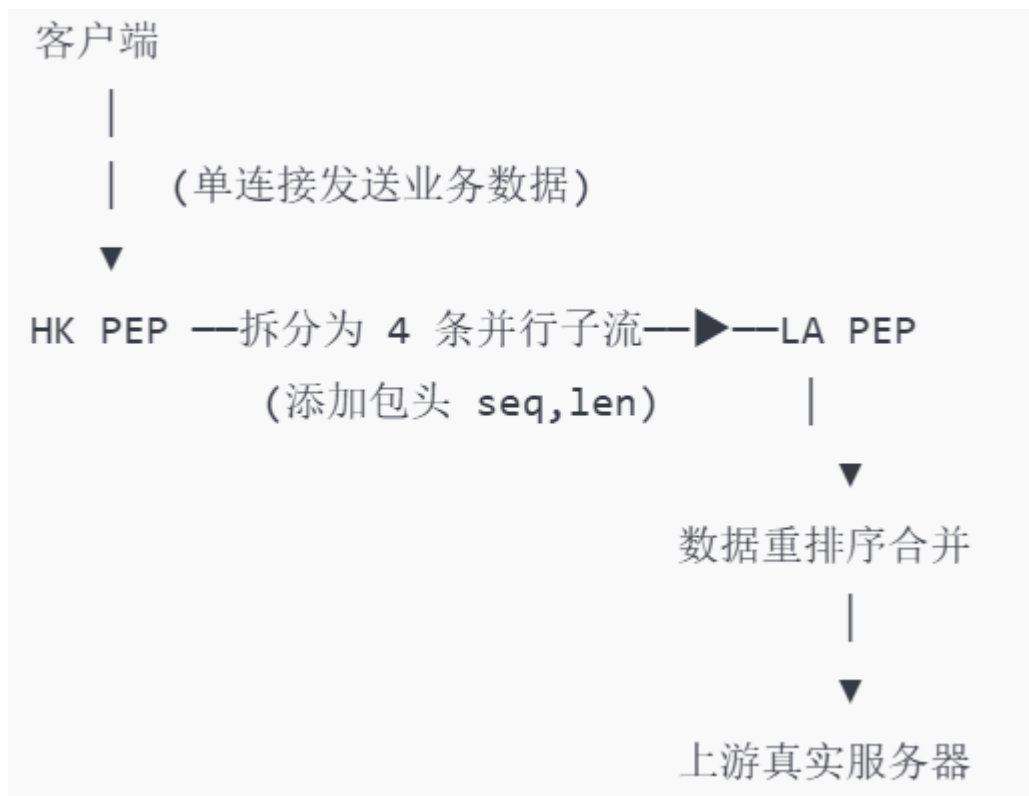 客户端
│
│ (单连接发送业务数据)
▼
HK PEP ──拆分为 4 条并行子流──▶──LA PEP
(添加包头 seq,len) │
▼
数据重排序合并
│
▼
上游真实服务器